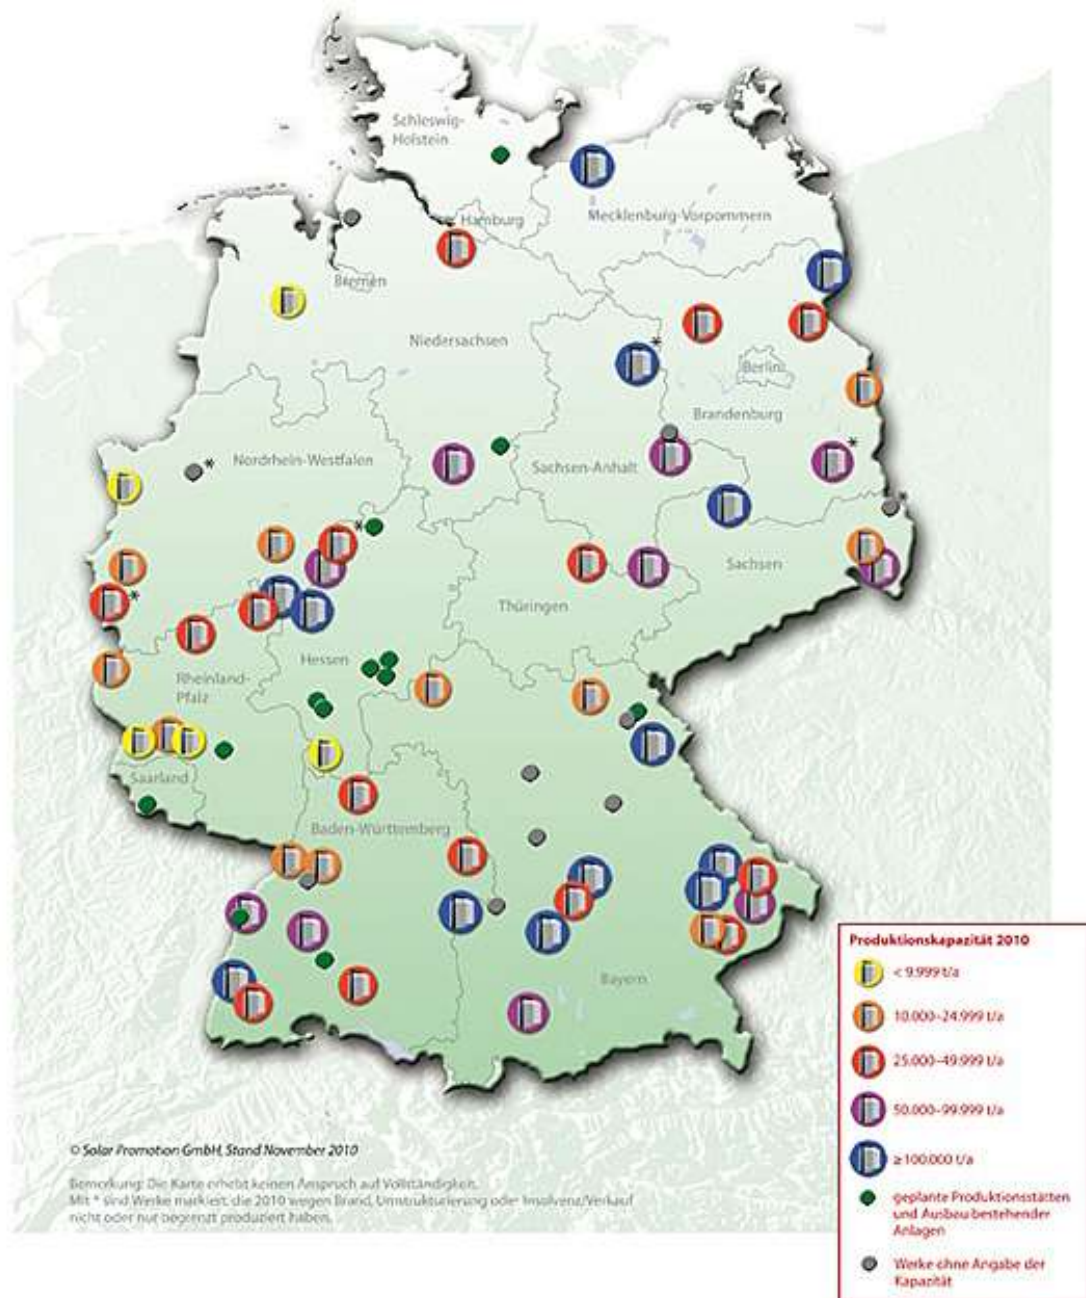 Schleswig-
Holstein
Hamburg
Mecklenburg-Vorpommern
Bremen
Niedersachsen
*
Berlin
Brandenburg
*
Nordrhein-Westfalen
*
Sachsen-Anhalt
*
*
Sachsen
*
Thüringen
Hessen
Rheinland-
Pfalz
Saarland
Baden-Württemberg
Bayern
Produktionskapazität 2010
< 9.999 t/a
10.000–24.999 t/a
25.000–49.999 t/a
50.000–99.999 t/a
≥ 100.000 t/a
geplante Produktionsstätten
und Ausbau bestehender
Anlagen
Werke ohne Angabe der
Kapazität
© Solar Promotion GmbH, Stand November 2010
Bemerkung: Die Karte erhebt keinen Anspruch auf Vollständigkeit.
Mit * sind Werke markiert, die 2010 wegen Brand, Umstrukturierung oder Insolvenz/Verkauf
nicht oder nur begrenzt produziert haben.